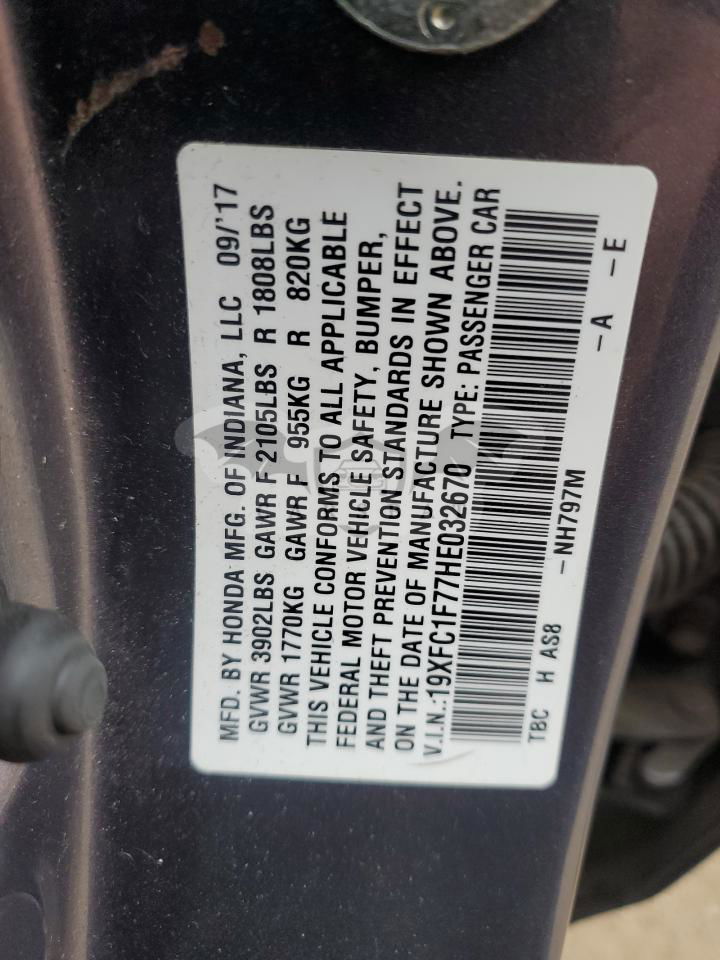 MFD. BY HONDA MFG. OF INDIANA, LLC 09/'17
GVWR 3902LBS GAWR F 2105LBS R 1808LBS
GVWR 1770KG GAWR F 955KG R 820KG
THIS VEHICLE CONFORMS TO ALL APPLICABLE
FEDERAL MOTOR VEHICLE SAFETY, BUMPER,
AND THEFT PREVENTION STANDARDS IN EFFECT
ON THE DATE OF MANUFACTURE SHOWN ABOVE.
V.I.N.:19XFC1F77HE032670 TYPE: PASSENGER CAR
TBC H AS8 -NH797M -A -E